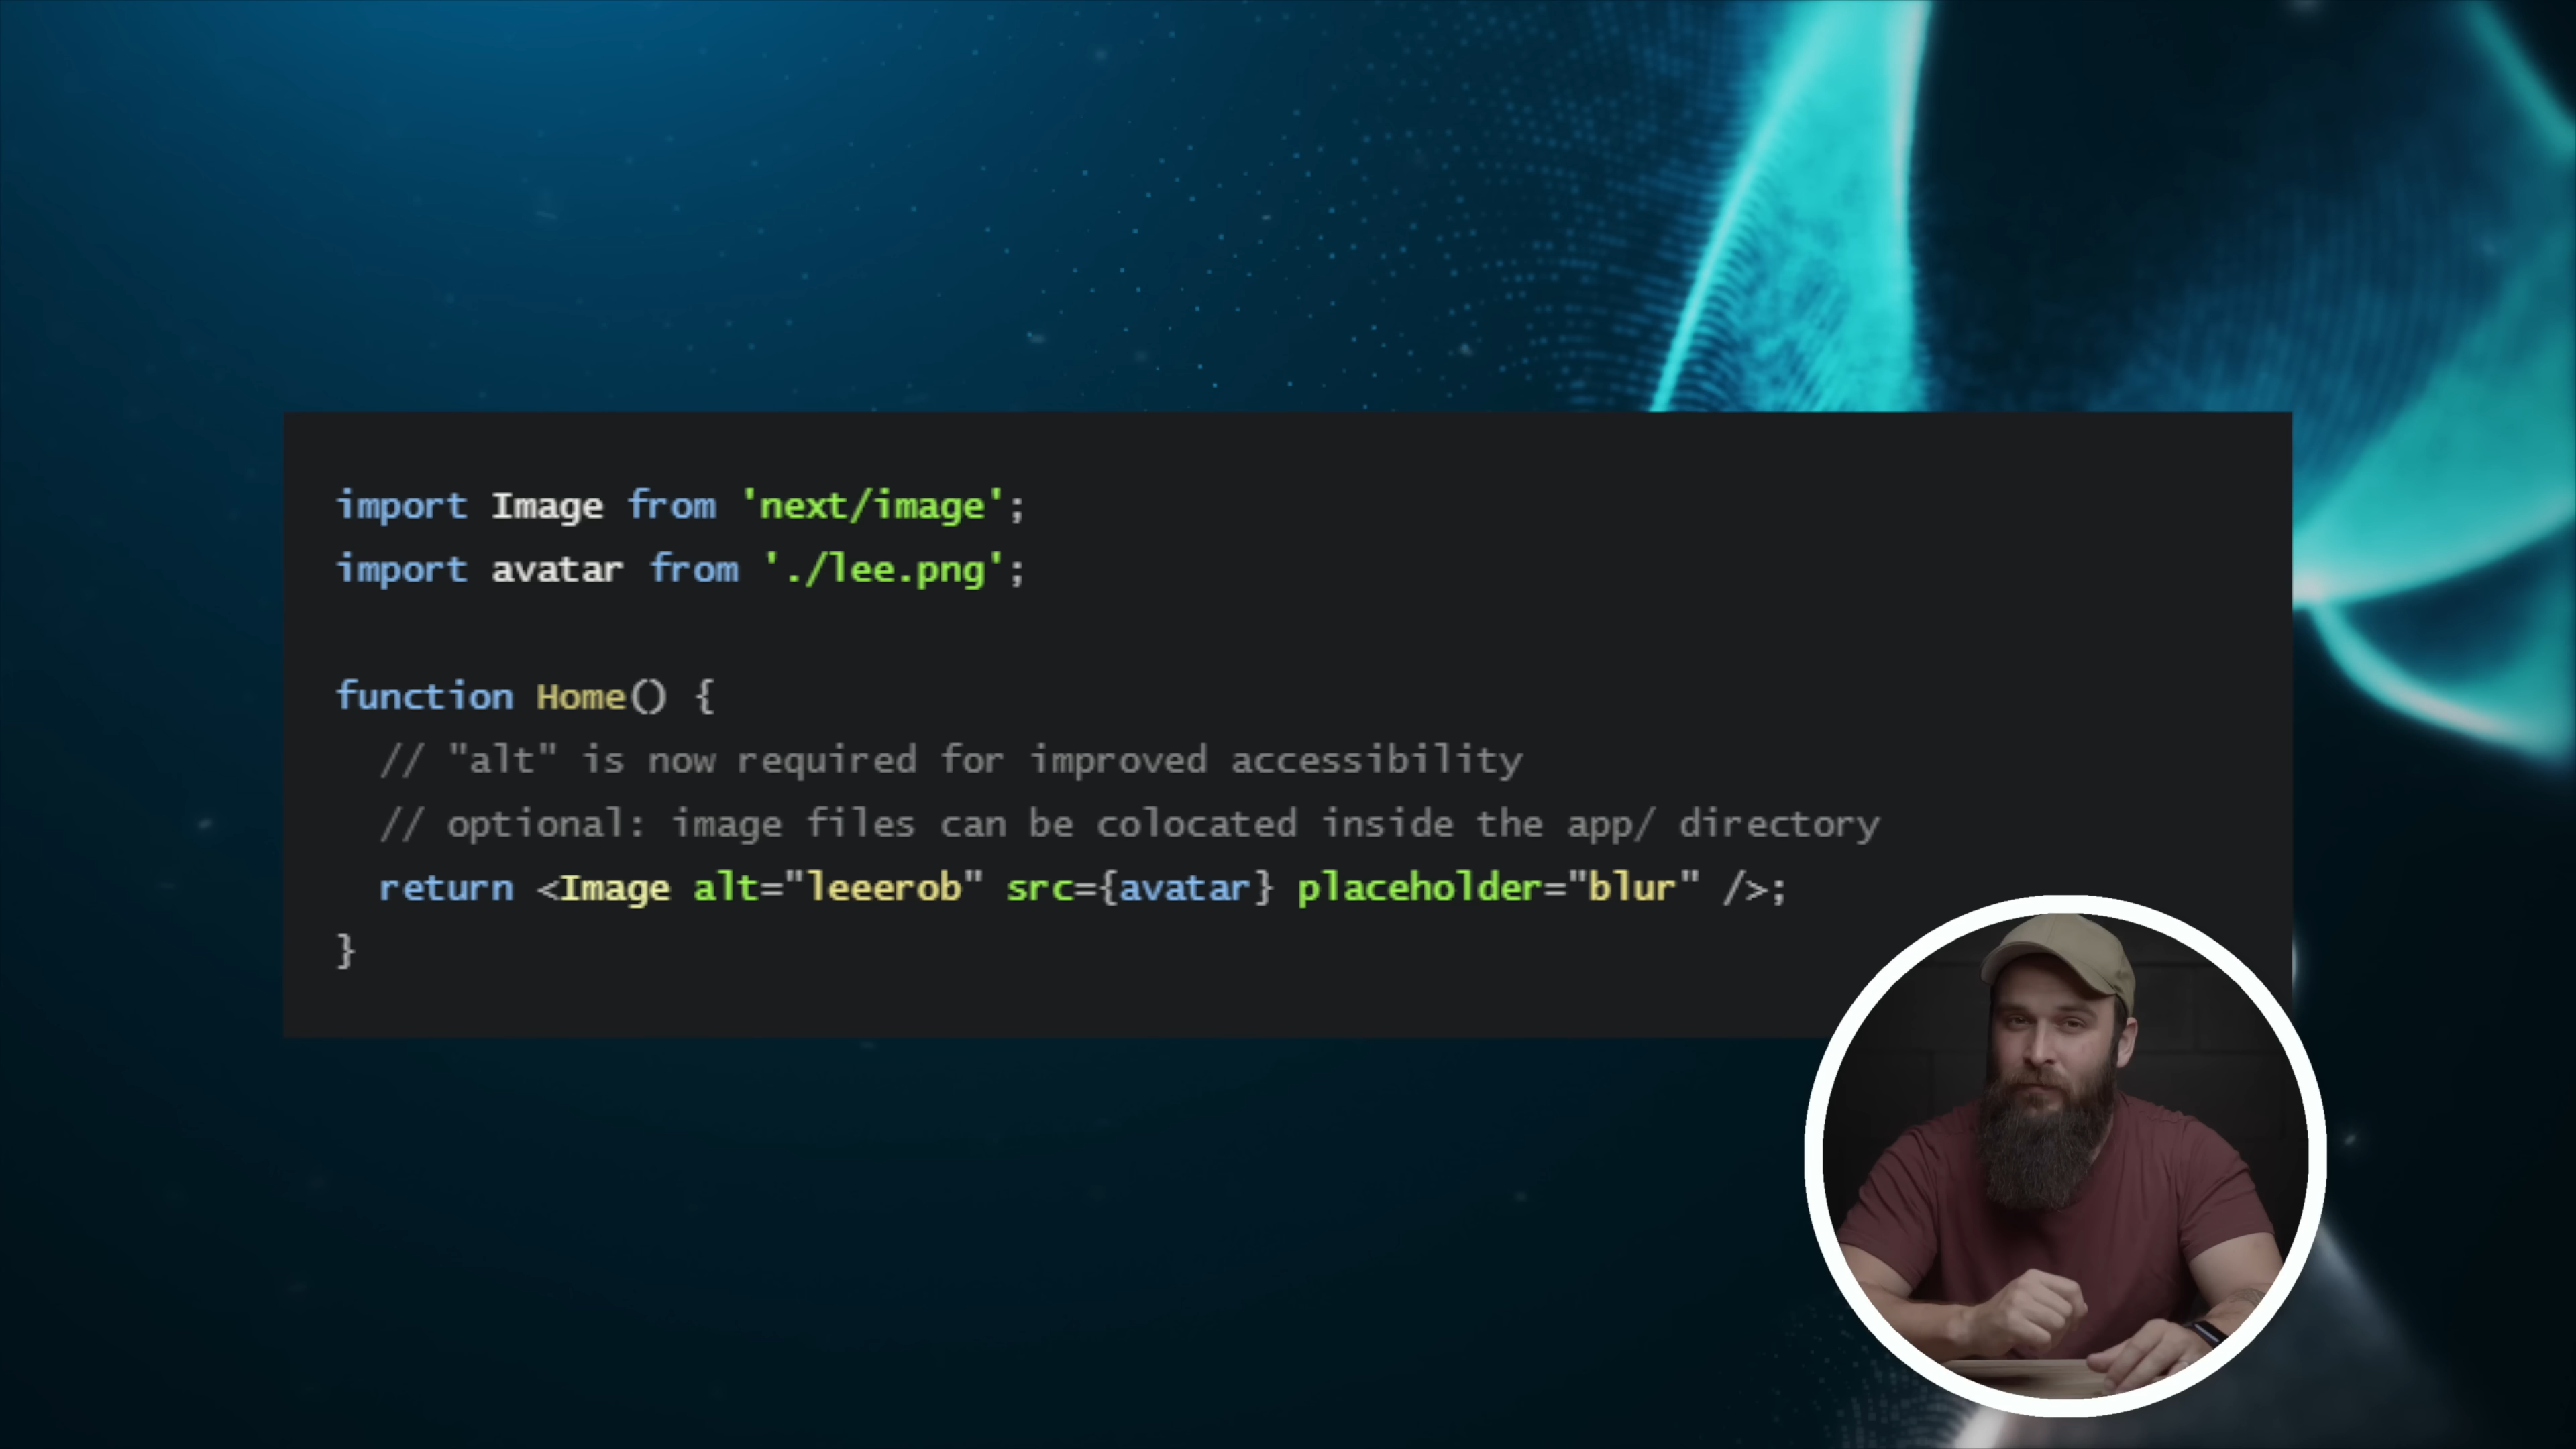 import Image from 'next/image';
import avatar from './lee.png';
function Home() {
// "alt" is now required for improved accessibility
// optional: image files can be colocated inside the app/ directory
return <Image alt="leeerob" src={avatar} placeholder="blur" />;
}